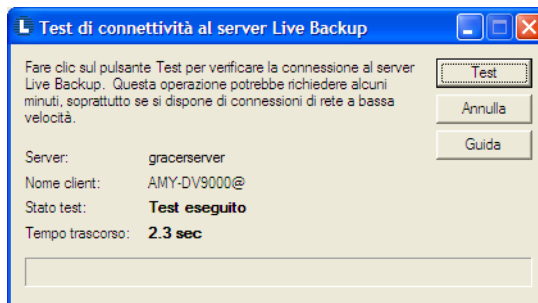 Test di connettività al server Live Backup
Fare clic sul pulsante Test per verificare la connessione al server
Live Backup. Questa operazione potrebbe richiedere alcuni
minuti, soprattutto se si dispone di connessioni di rete a bassa
velocità.
Test
Annulla
Guida
Server: gracerserver
Nome client: AMY-DV9000@
Stato test: Test eseguito
Tempo trascorso: 2.3 sec